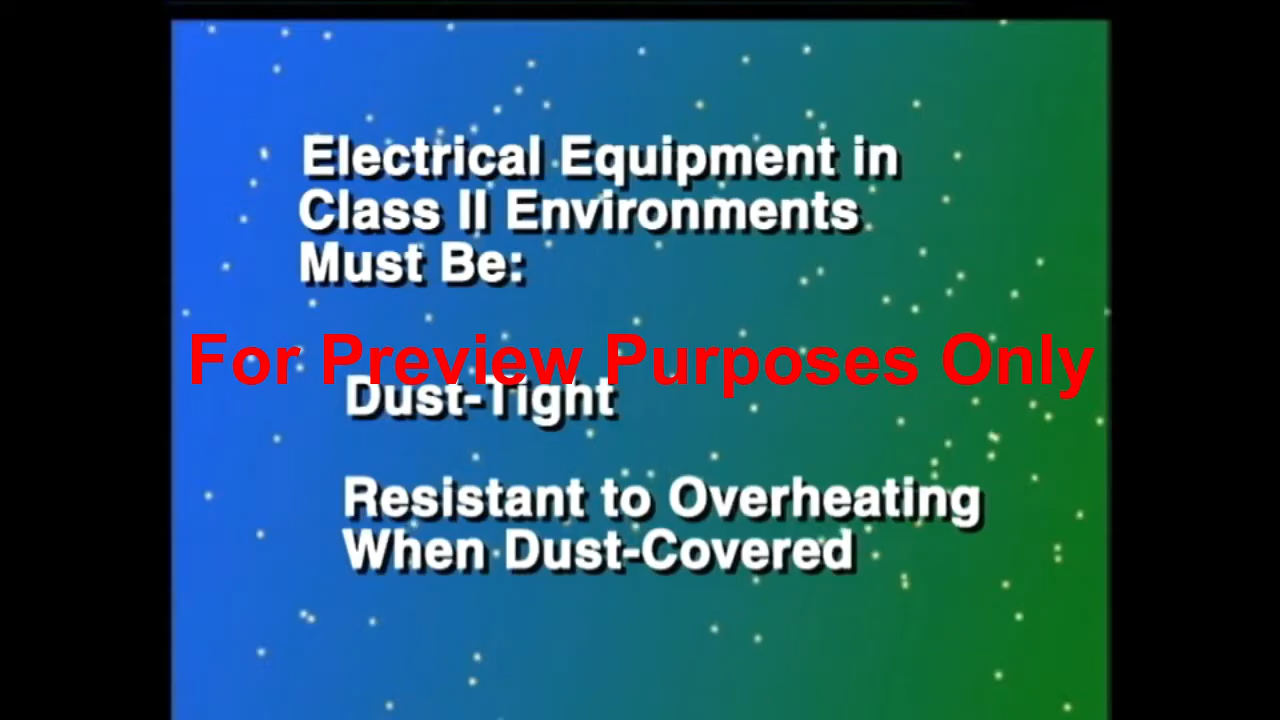 Electrical Equipment in
Class II Environments
Must Be:
For Preview Purposes Only
Dust-Tight
Resistant to Overheating
When Dust-Covered